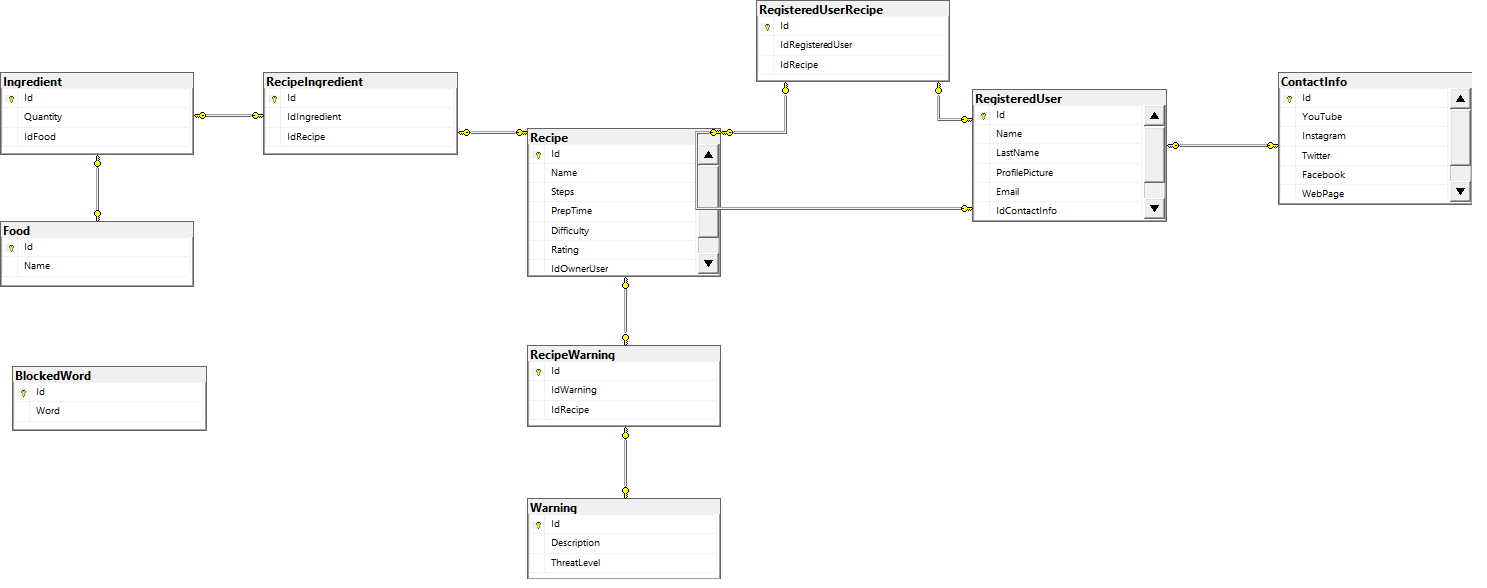 RegisteredUserRecipe
Id
IdRegisteredUser
IdRecipe
Ingredient
Id
Quantity
IdFood
RecipeIngredient
Id
IdIngredient
IdRecipe
Recipe
Id
Name
Steps
PrepTime
Difficulty
Rating
IdOwnerUser
RegisteredUser
Id
Name
LastName
ProfilePicture
Email
IdContactInfo
ContactInfo
Id
YouTube
Instagram
Twitter
Facebook
WebPage
Food
Id
Name
BlockedWord
Id
Word
RecipeWarning
Id
IdWarning
IdRecipe
Warning
Id
Description
ThreatLevel